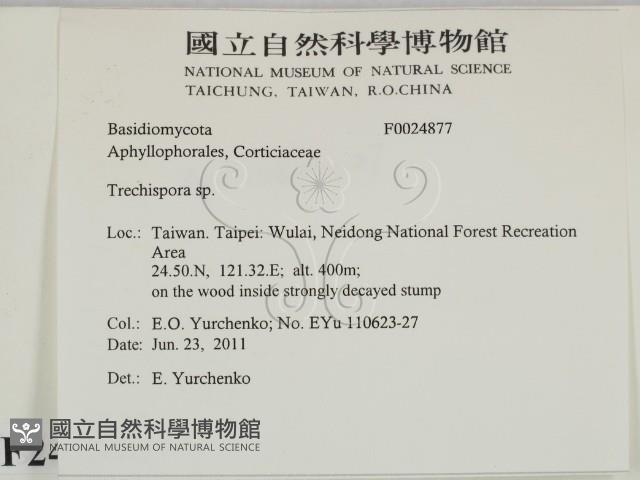 國立自然科學博物館
NATIONAL MUSEUM OF NATURAL SCIENCE
TAICHUNG, TAIWAN, R.O.CHINA
Basidiomycota F0024877
Aphyllophorales, Corticiaceae
Trechispora sp.
Loc.: Taiwan. Taipei: Wulai, Neidong National Forest Recreation
Area
24.50.N, 121.32.E; alt. 400m;
on the wood inside strongly decayed stump
Col.: E.O. Yurchenko; No. EYu 110623-27
Date: Jun. 23, 2011
Det.: E. Yurchenko
國立自然科學博物館
NATIONAL MUSEUM OF NATURAL SCIENCE